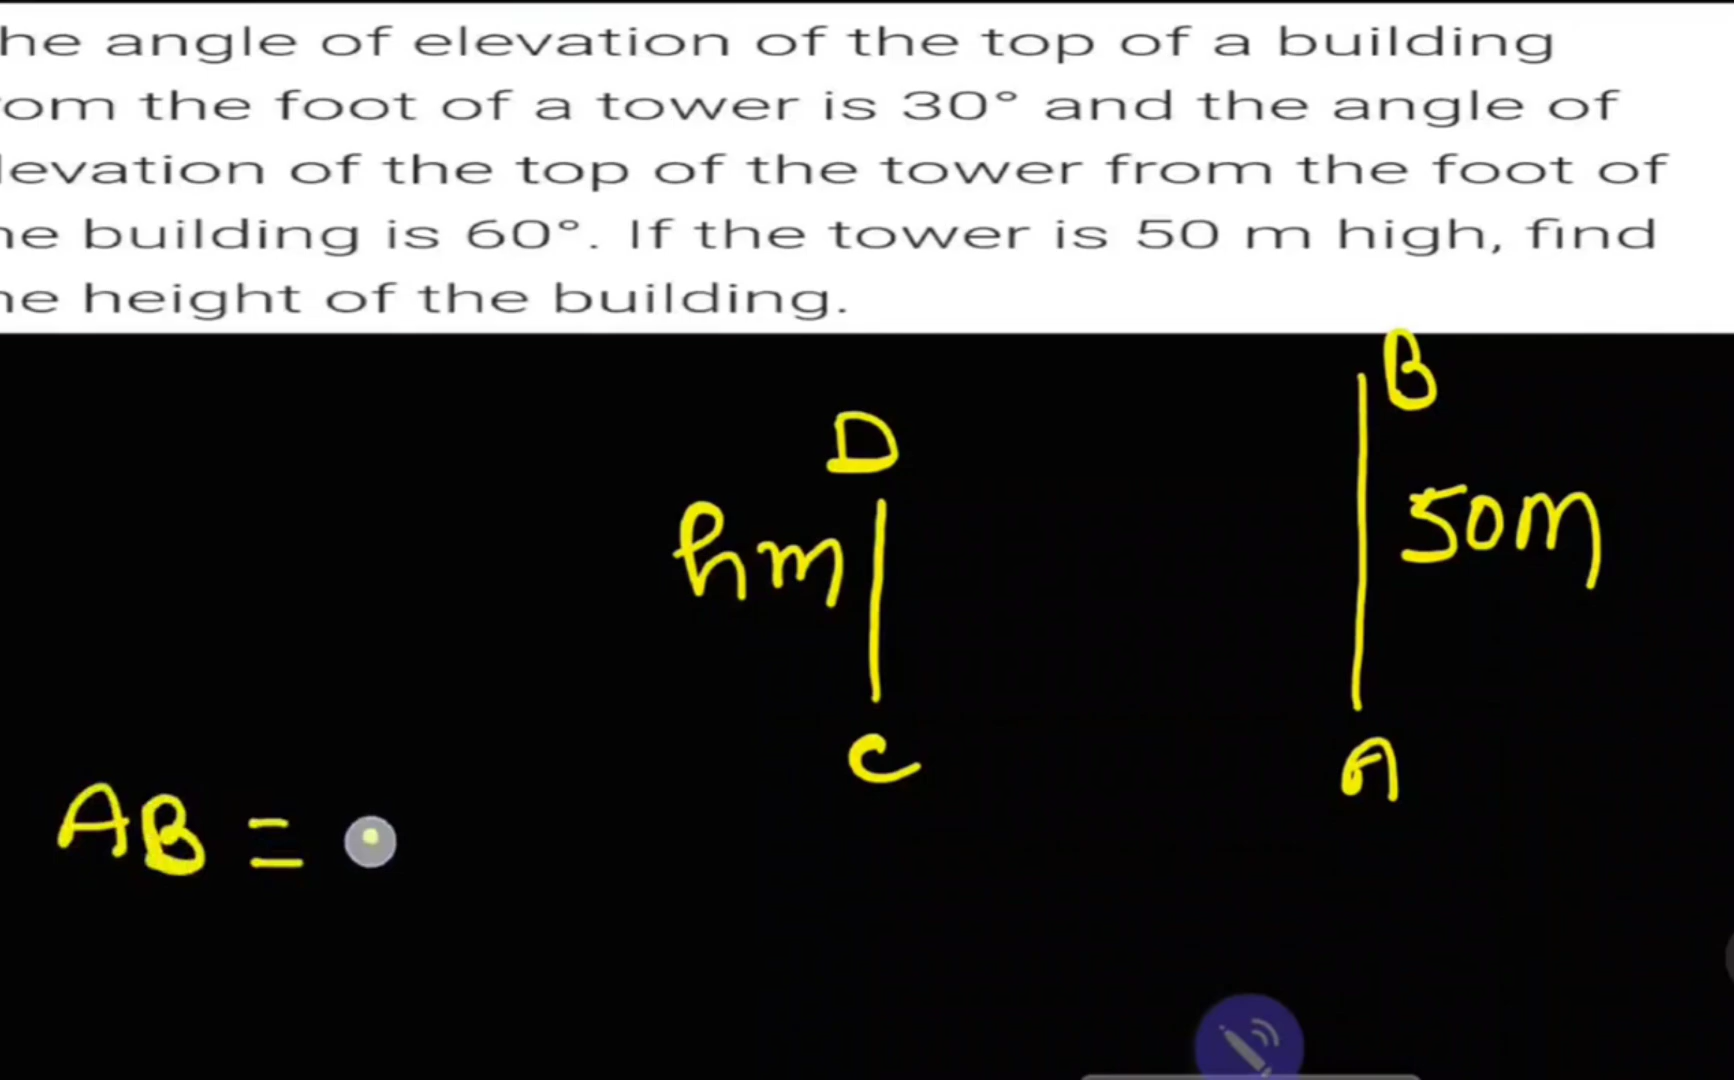 he angle of elevation of the top of a building
om the foot of a tower is 30° and the angle of
levation of the top of the tower from the foot of
he building is 60°. If the tower is 50 m high, find
he height of the building.
B
D
hm
50m
C
A
AB =